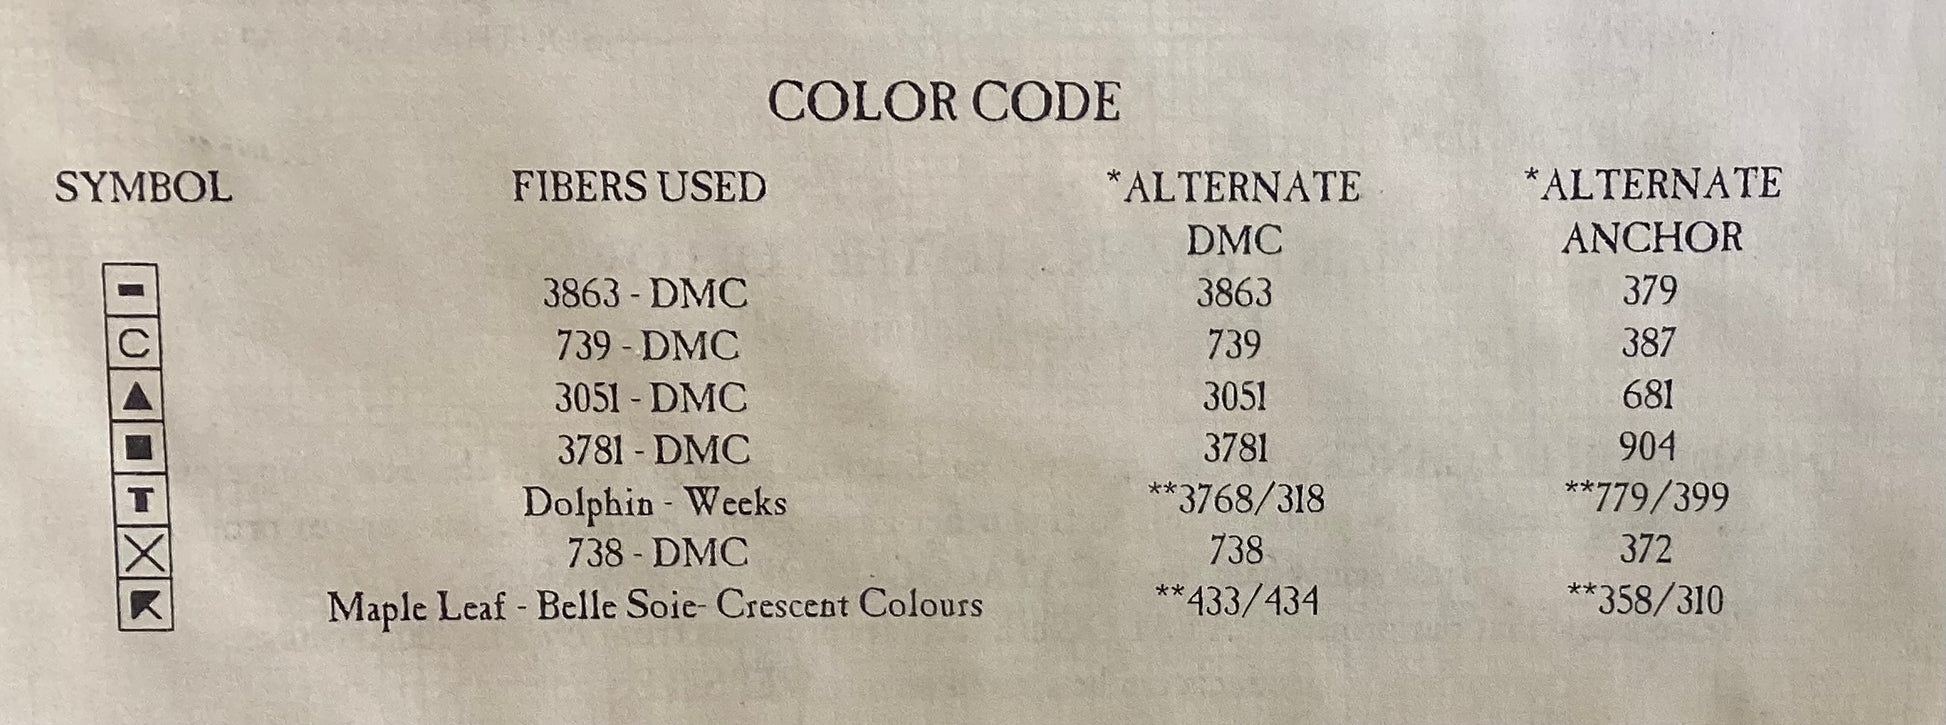 COLOR CODE
SYMBOL FIBERS USED *ALTERNATE *ALTERNATE
DMC ANCHOR
- 3863 - DMC 3863 379
C 739 - DMC 739 387
▲ 3051 - DMC 3051 681
■ 3781 - DMC 3781 904
T Dolphin - Weeks **3768/318 **779/399
X 738 - DMC 738 372
Maple Leaf - Belle Soie- Crescent Colours **433/434 **358/310